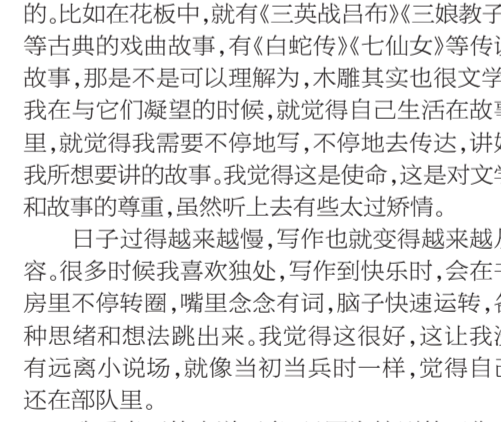 的。比如在花板中,就有《三英战吕布》《三娘教子
等古典的戏曲故事,有《白蛇传》《七仙女》等传
故事,那是不是可以理解为,木雕其实也很文学
我在与它们凝望的时候,就觉得自己生活在故
里,就觉得我需要不停地写,不停地去传达,讲
我所想要讲的故事。我觉得这是使命,这是对文
和故事的尊重,虽然听上去有些太过矫情。
日子过得越来越慢,写作也就变得越来越
容。很多时候我喜欢独处,写作到快乐时,会在
房里不停转圈,嘴里念念有词,脑子快速运转,
种思绪和想法跳出来。我觉得这很好,这让我
有远离小说场,就像当初当兵时一样,觉得自
还在部队里。